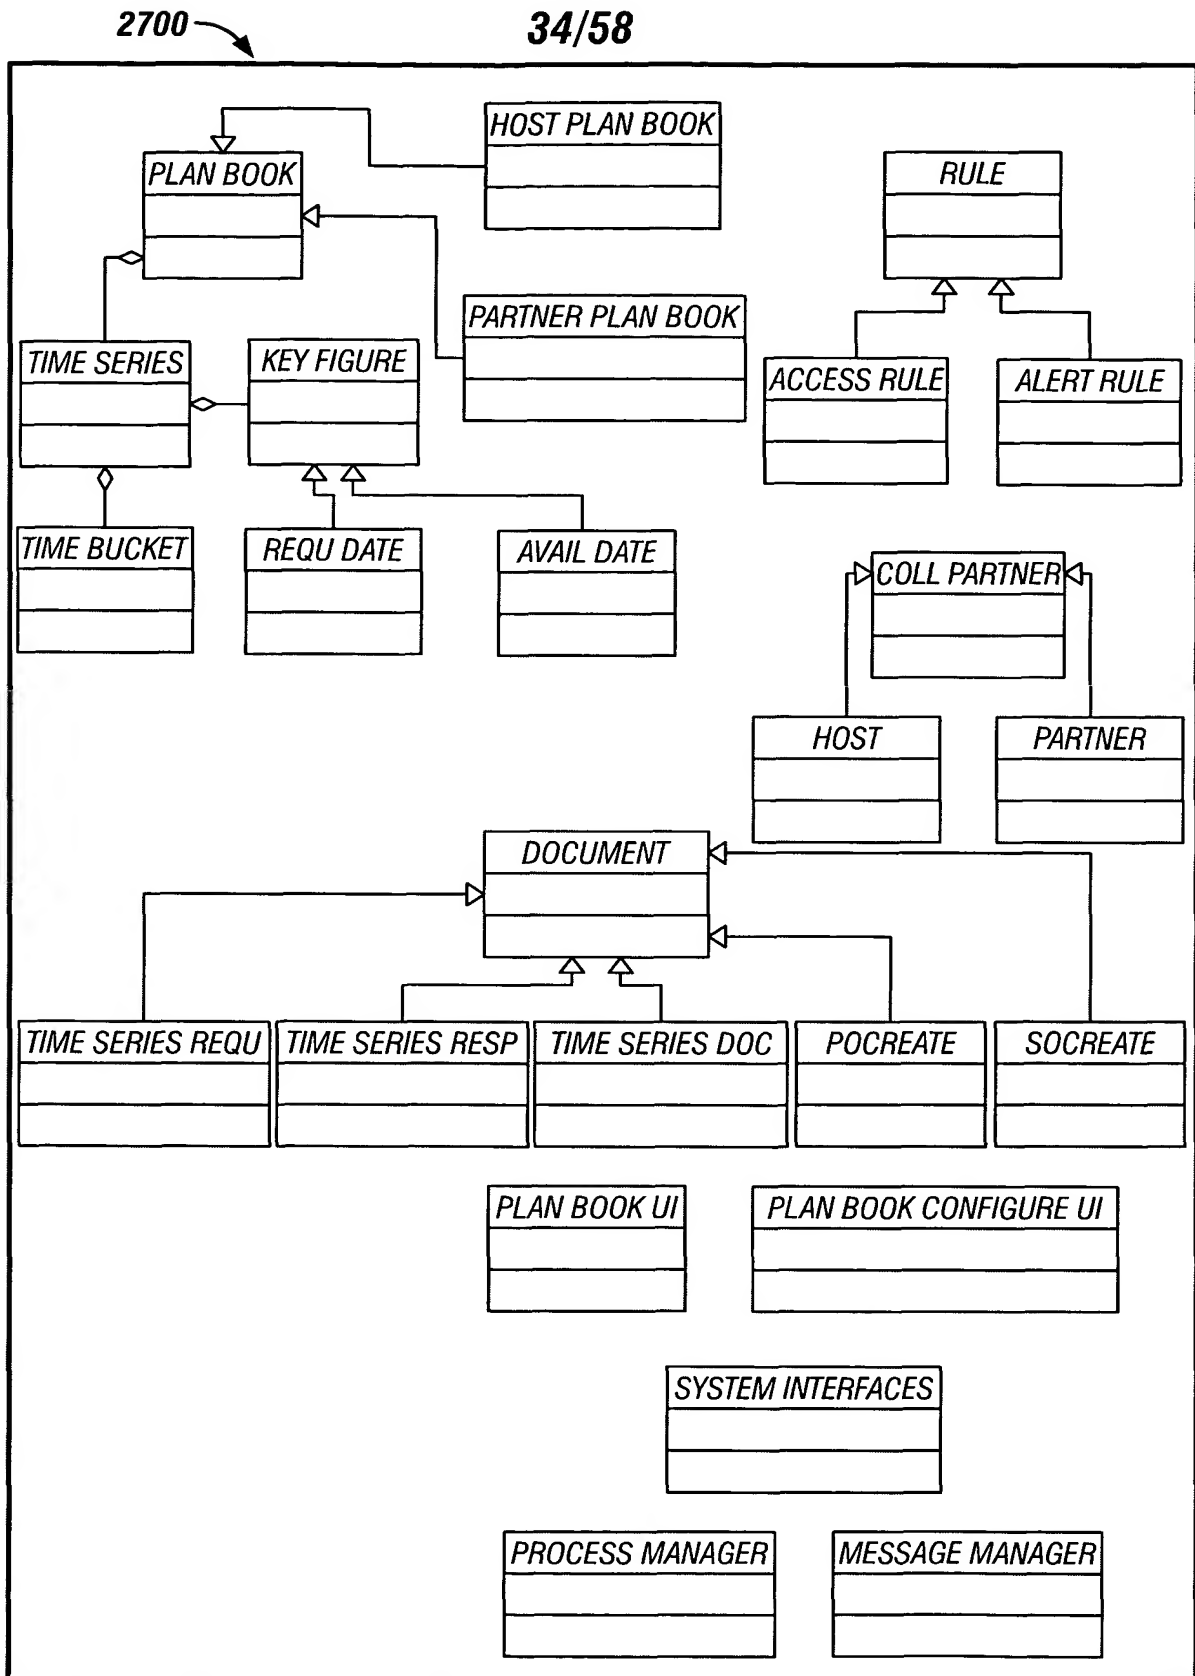 2700
34/58
HOST PLAN BOOK
PLAN BOOK
RULE
PARTNER PLAN BOOK
TIME SERIES
KEY FIGURE
ACCESS RULE
ALERT RULE
TIME BUCKET
REQU DATE
AVAIL DATE
COLL PARTNER
HOST
PARTNER
DOCUMENT
TIME SERIES REQU
TIME SERIES RESP
TIME SERIES DOC
POCREATE
SOCREATE
PLAN BOOK UI
PLAN BOOK CONFIGURE UI
SYSTEM INTERFACES
PROCESS MANAGER
MESSAGE MANAGER